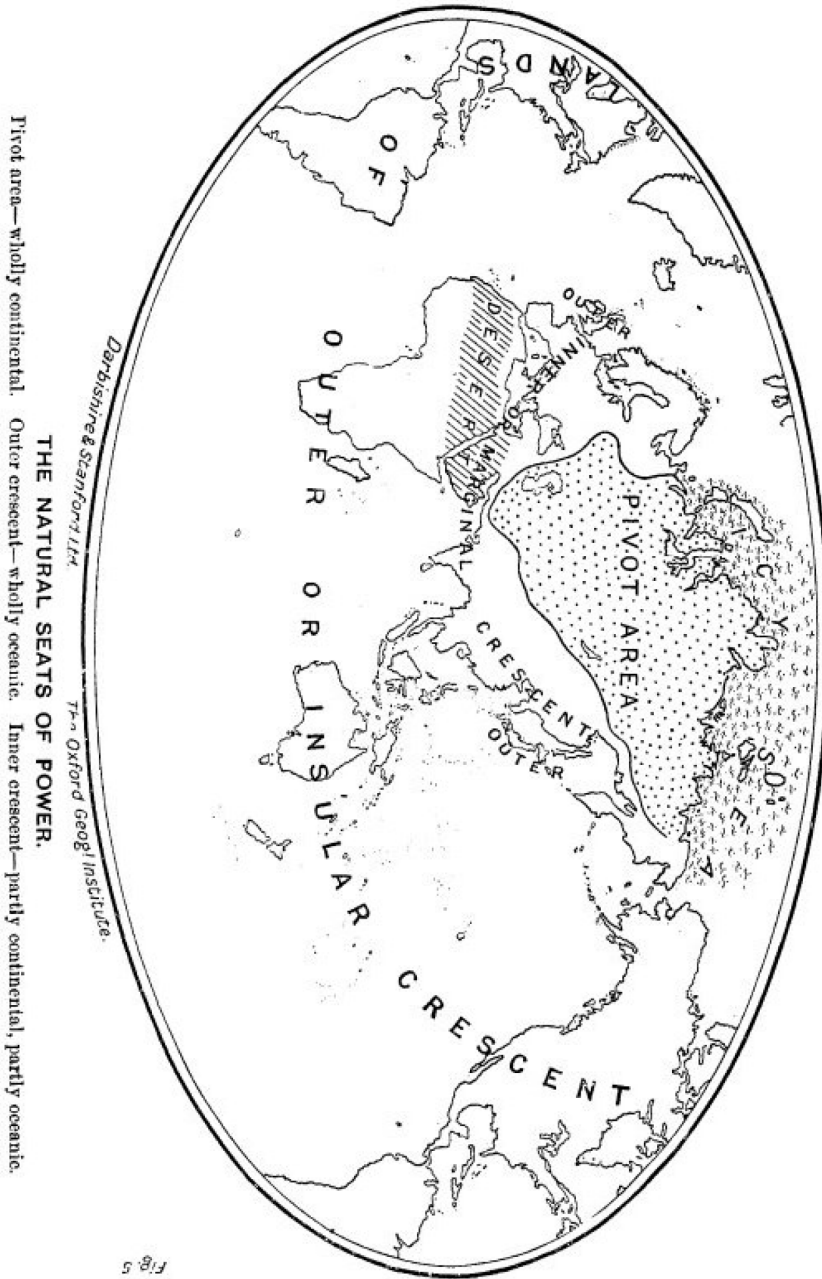 LANDS
OF
OUTER OR INSULAR CRESCENT
OUTER
INNER OR MARGINAL CRESCENT
DESERT
PIVOT AREA
ICY SEA
OUTER
Darbishire & Stanford Ltd.
The Oxford Geog! Institute.
THE NATURAL SEATS OF POWER.
Pivot area—wholly continental. Outer crescent—wholly oceanic. Inner crescent—partly continental, partly oceanic.
Fig. 5